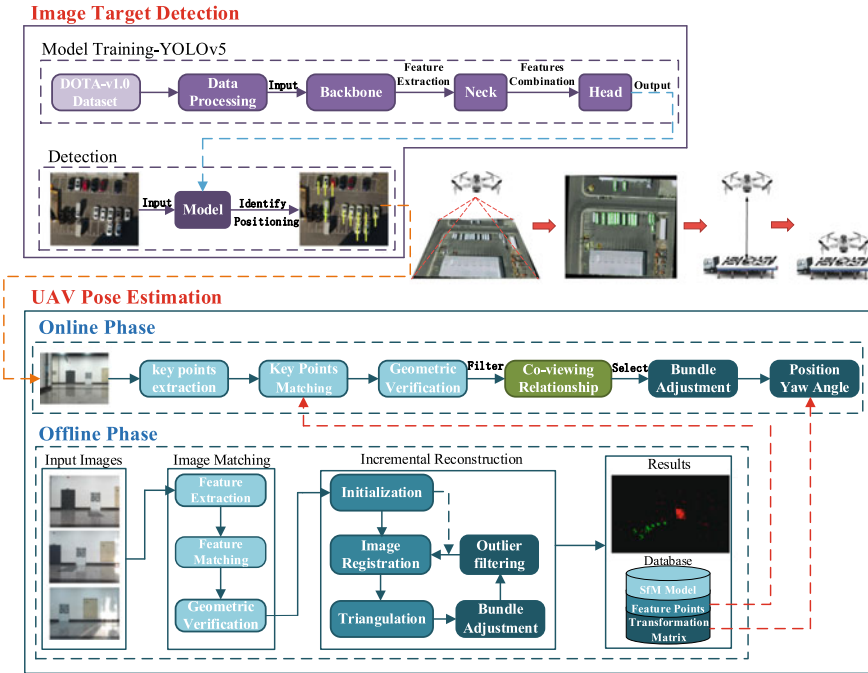 Image Target Detection
Model Training-YOLOv5
DOTA-v1.0
Dataset
Data
Processing
Input
Backbone
Feature
Extraction
Neck
Features
Combination
Head
Output
Detection
Input
Model
Identify
Positioning
UAV Pose Estimation
Online Phase
key points
extraction
Key Points
Matching
Geometric
Verification
Filter
Co-viewing
Relationship
Select
Bundle
Adjustment
Position
Yaw Angle
Offline Phase
Input Images
Image Matching
Feature
Extraction
Feature
Matching
Geometric
Verification
Incremental Reconstruction
Initialization
Image
Registration
Triangulation
Outlier
filtering
Bundle
Adjustment
Results
Database
SfM Model
Feature Points
Transformation
Matrix